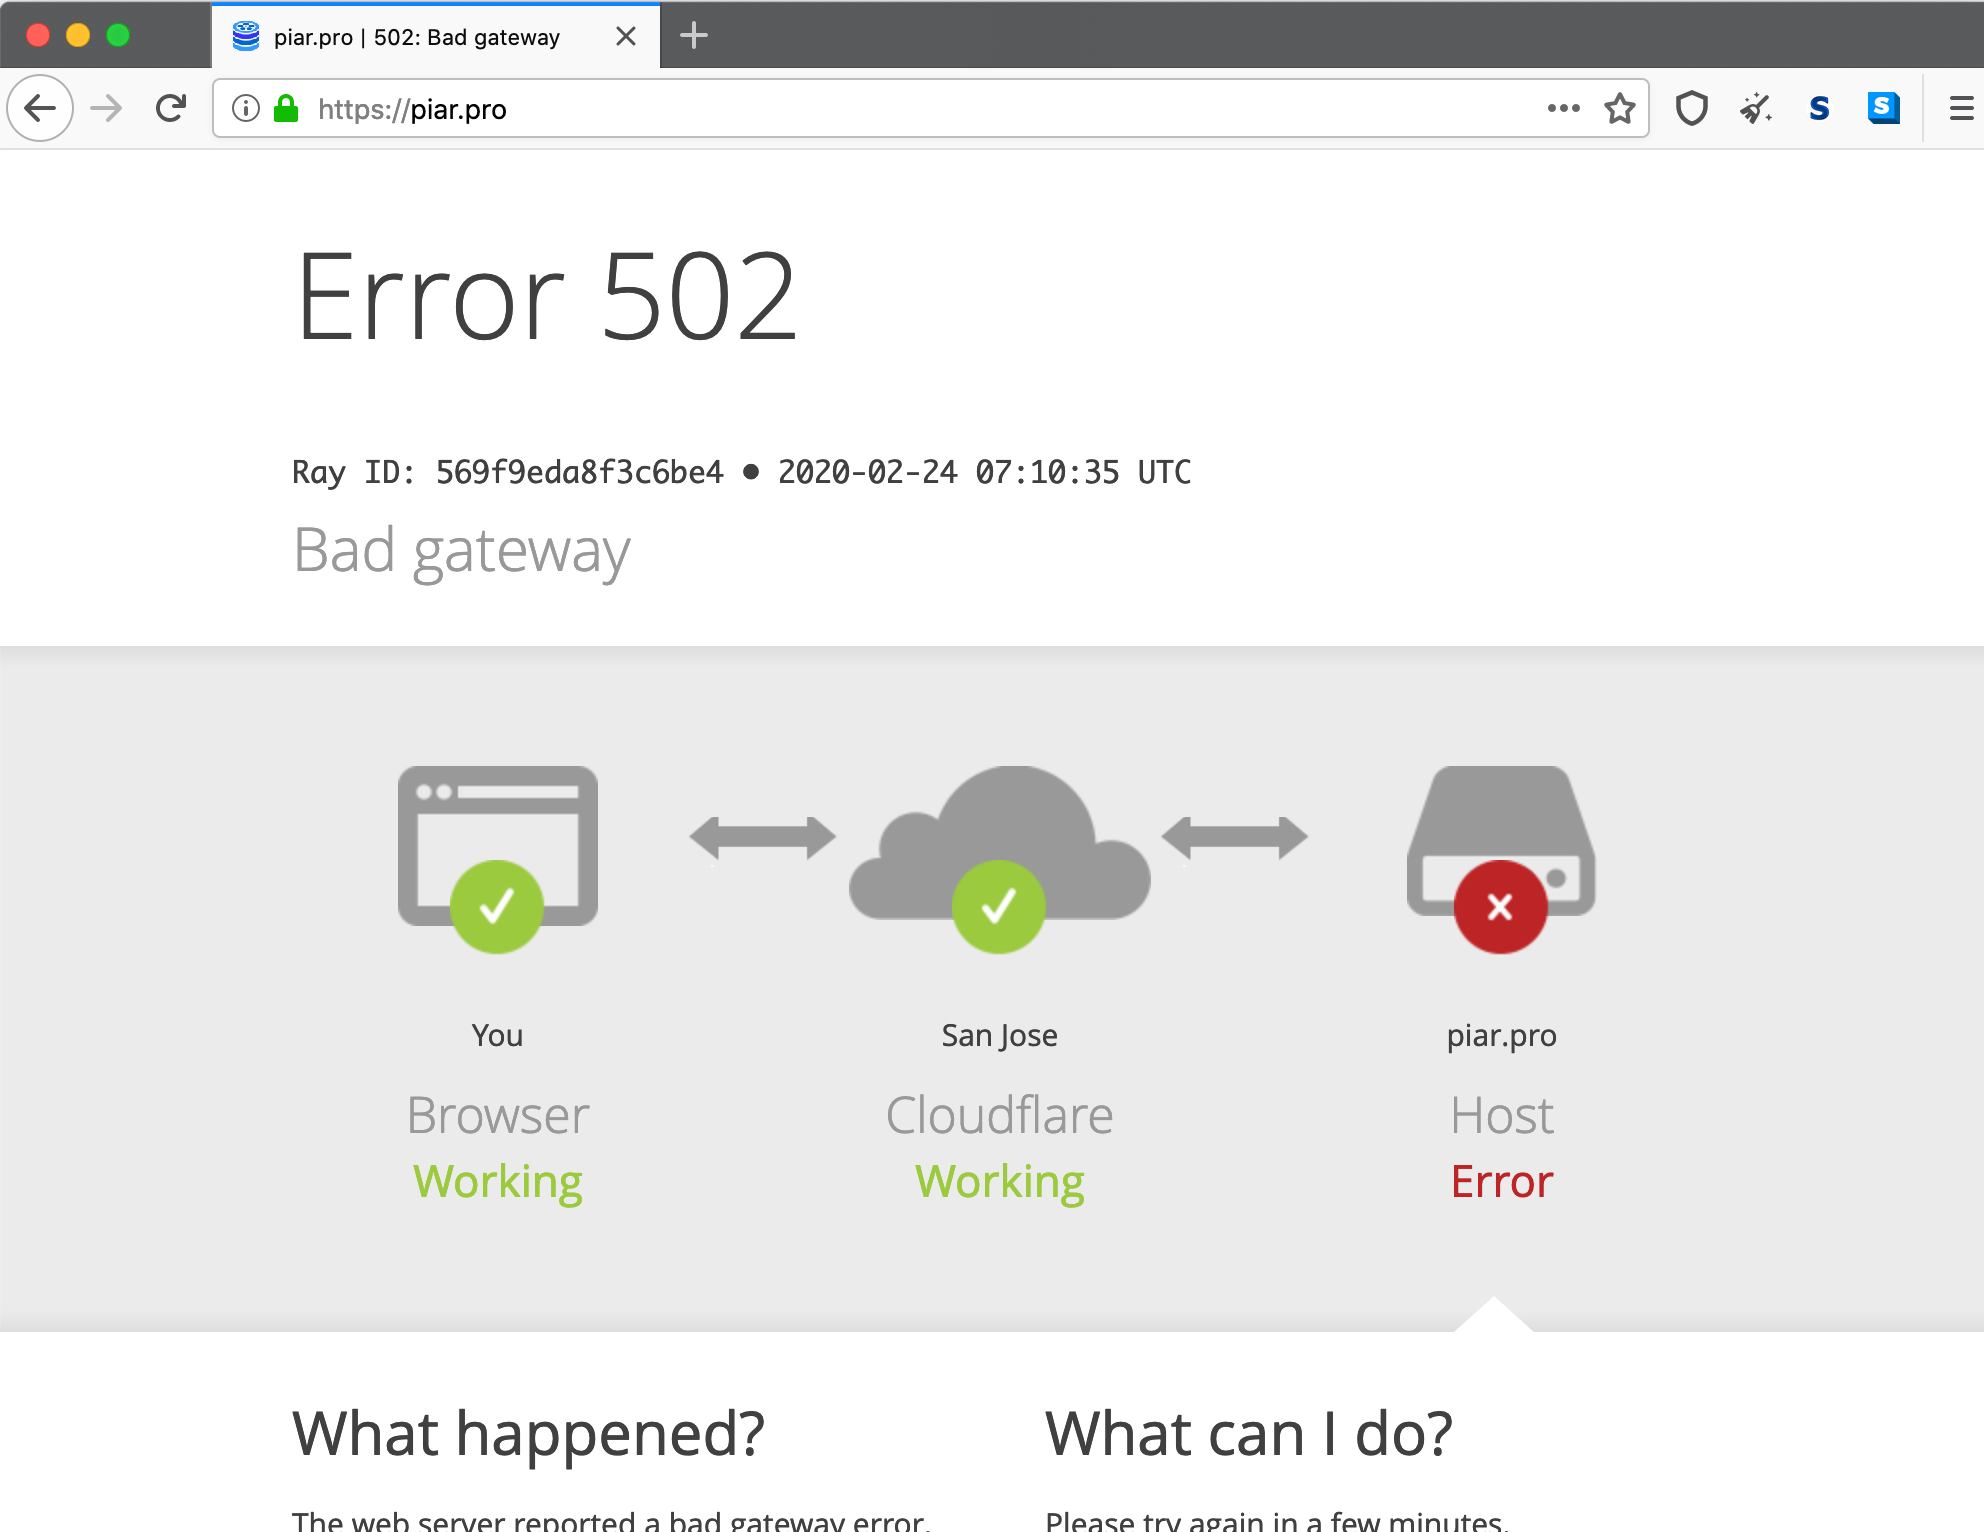 piar.pro | 502: Bad gateway
https://piar.pro
S
S
Error 502
Ray ID: 569f9eda8f3c6be4 • 2020-02-24 07:10:35 UTC
Bad gateway
You
San Jose
piar.pro
Browser
Cloudflare
Host
Working
Working
Error
What happened?
What can I do?
The web server reported a bad gateway error.
Please try again in a few minutes.